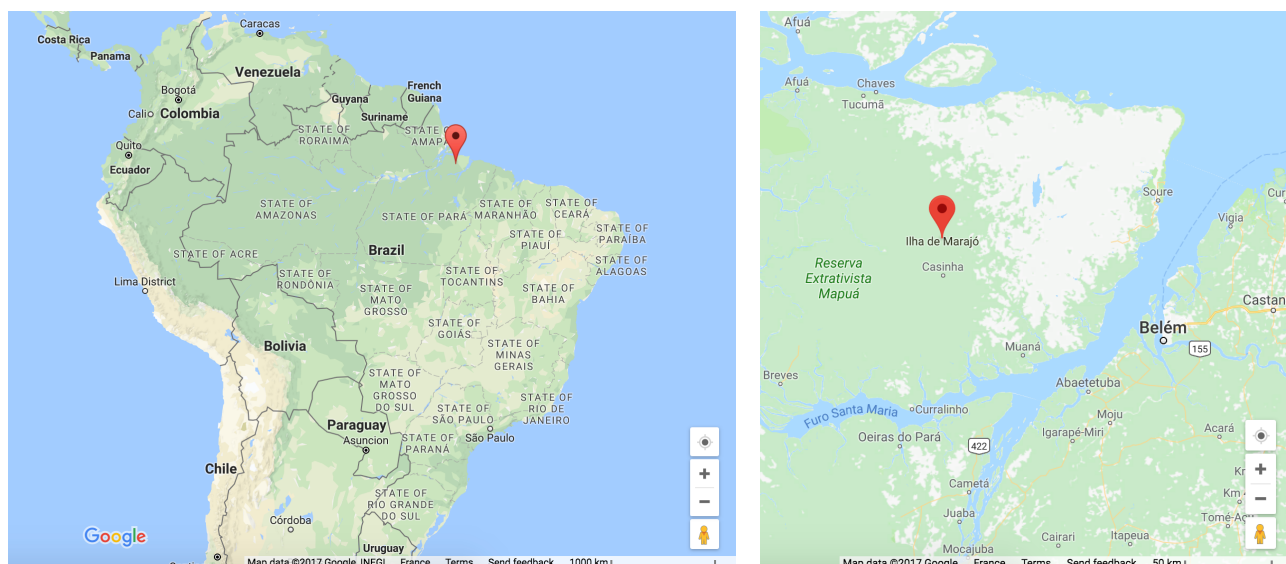 Caracas
Costa Rica
Panama
Venezuela
Bogotá
Guyana
French
Guiana
Calio
Colombia
Suriname
STATE OF
RORAIMA
STATE OF
AMAPÁ
Quito
Ecuador
STATE OF
AMAZONAS
STATE OF PARÁ
STATE OF
MARANHÃO
STATE OF
CEARÁ
STATE OF
PIAUÍ
STATE OF
PARAÍBA
STATE OF ACRE
Brazil
STATE OF
ALAGOAS
Lima District
STATE OF
RONDÔNIA
STATE OF
TOCANTINS
STATE OF
MATO
GROSSO
STATE OF
BAHIA
STATE OF
GOIÁS
Bolivia
STATE OF
MINAS
GERAIS
STATE OF
MATO
GROSSO
DO SUL
STATE OF
RIO DE
JANEIRO
STATE OF
SÃO PAULO
Paraguay
Asuncion
São Paulo
STATE OF
PARANÁ
Chile
STATE OF
RIO GRANDE
DO SUL
Córdoba
Uruguay
Google
Map data ©2017 Google, INEGI France Terms Send feedback 1000 km
Afuá
Afuá
Chaves
Tucumã
Soure
Vigia
Ilha de Marajó
Casinha
Reserva
Extrativista
Mapuá
Castan
Belém
155
Muaná
Breves
Abaetetuba
Furo Santa Maria
Curralinho
Moju
Oeiras do Pará
Igarapé-Miri
Acará
422
Cametá
Juaba
Mocajuba
Cairari
Itapeua
Tomé-Aç
Map data ©2017 Google France Terms Send feedback 50 km